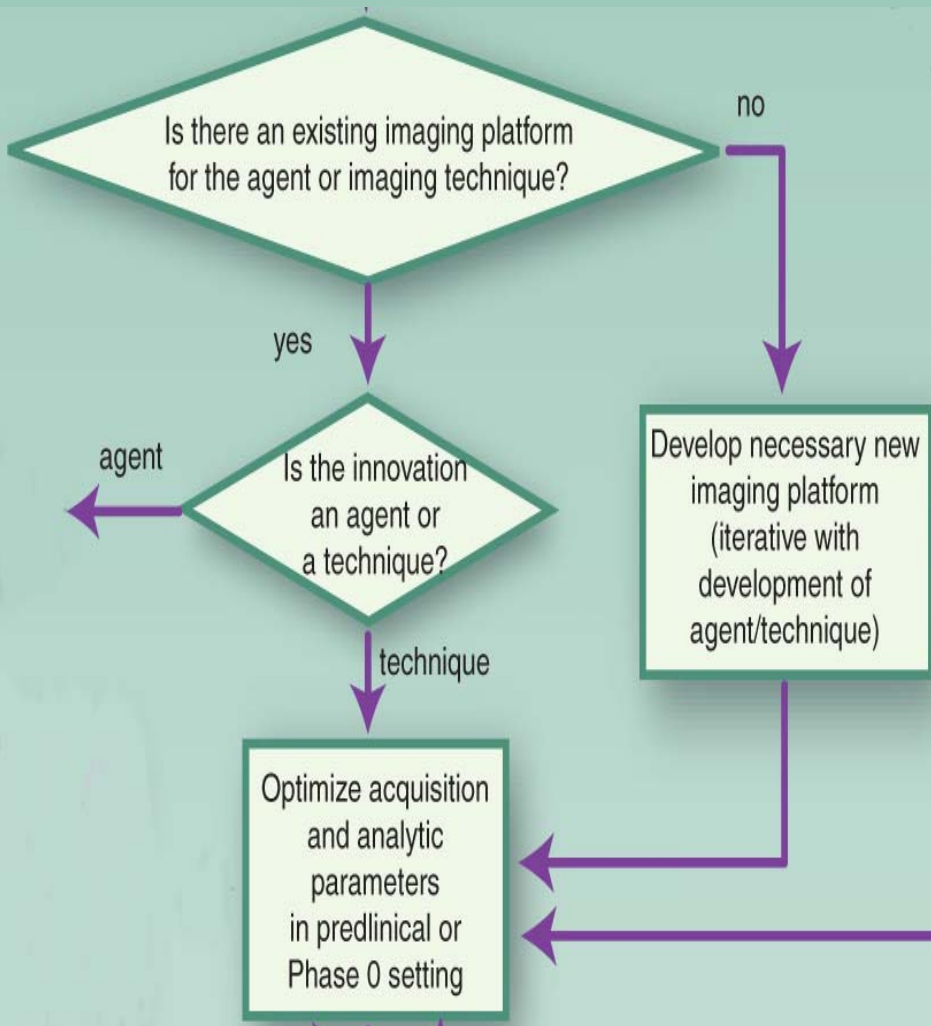 Is there an existing imaging platform
for the agent or imaging technique?
no
yes
agent
Is the innovation
an agent or
a technique?
technique
Develop necessary new
imaging platform
(iterative with
development of
agent/technique)
Optimize acquisition
and analytic
parameters
in predlinical or
Phase 0 setting